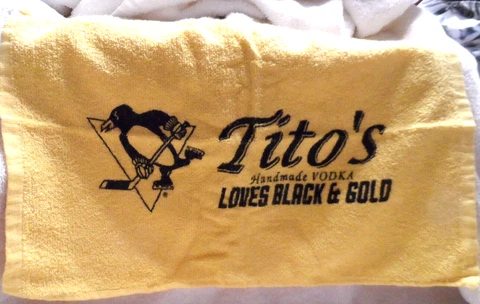 Tito's
Handmade VODKA
LOVES BLACK & GOLD
®